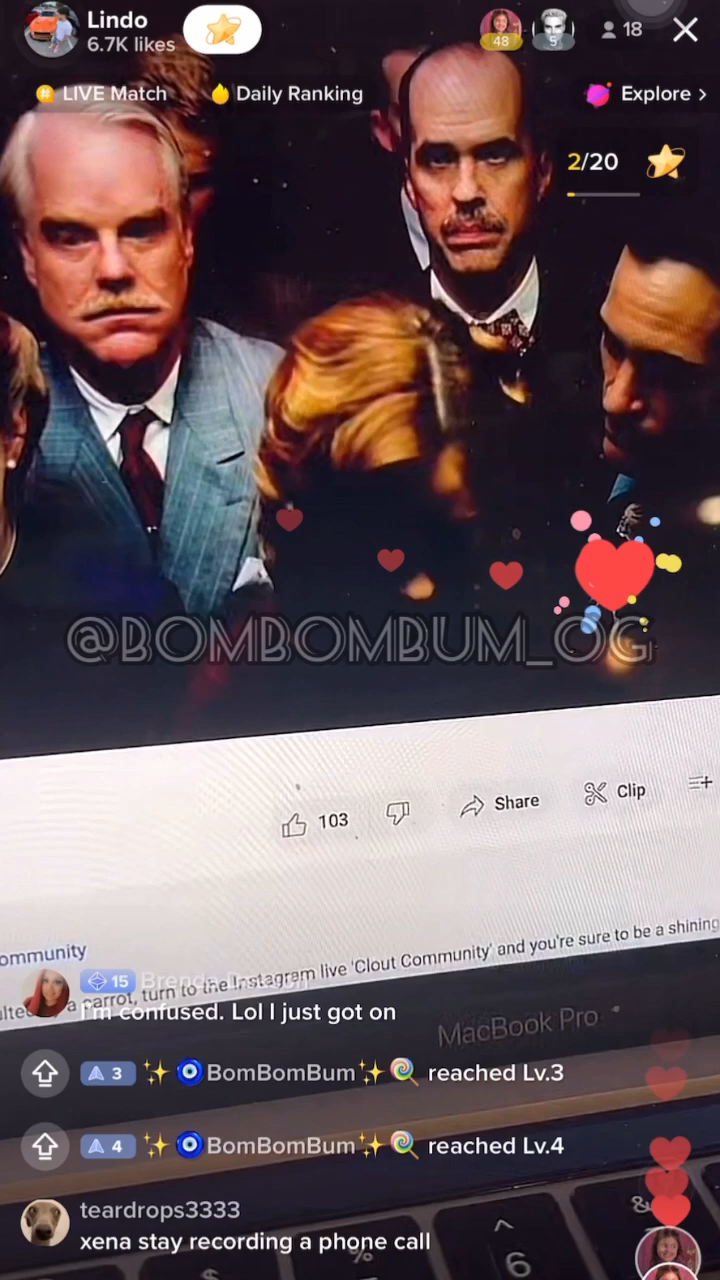 Lindo
6.7K likes
48
5
18
LIVE Match
Daily Ranking
Explore >
2/20
@BOMBOMBUM_OG
103
Share
Clip
ommunity
a carrot, turn to the Instagram live 'Clout Community' and you're sure to be a shining
15
I'm confused. Lol I just got on
MacBook Pro
3 BomBomBum reached Lv.3
4 BomBomBum reached Lv.4
teardrops3333
xena stay recording a phone call
&
^
6
%
$